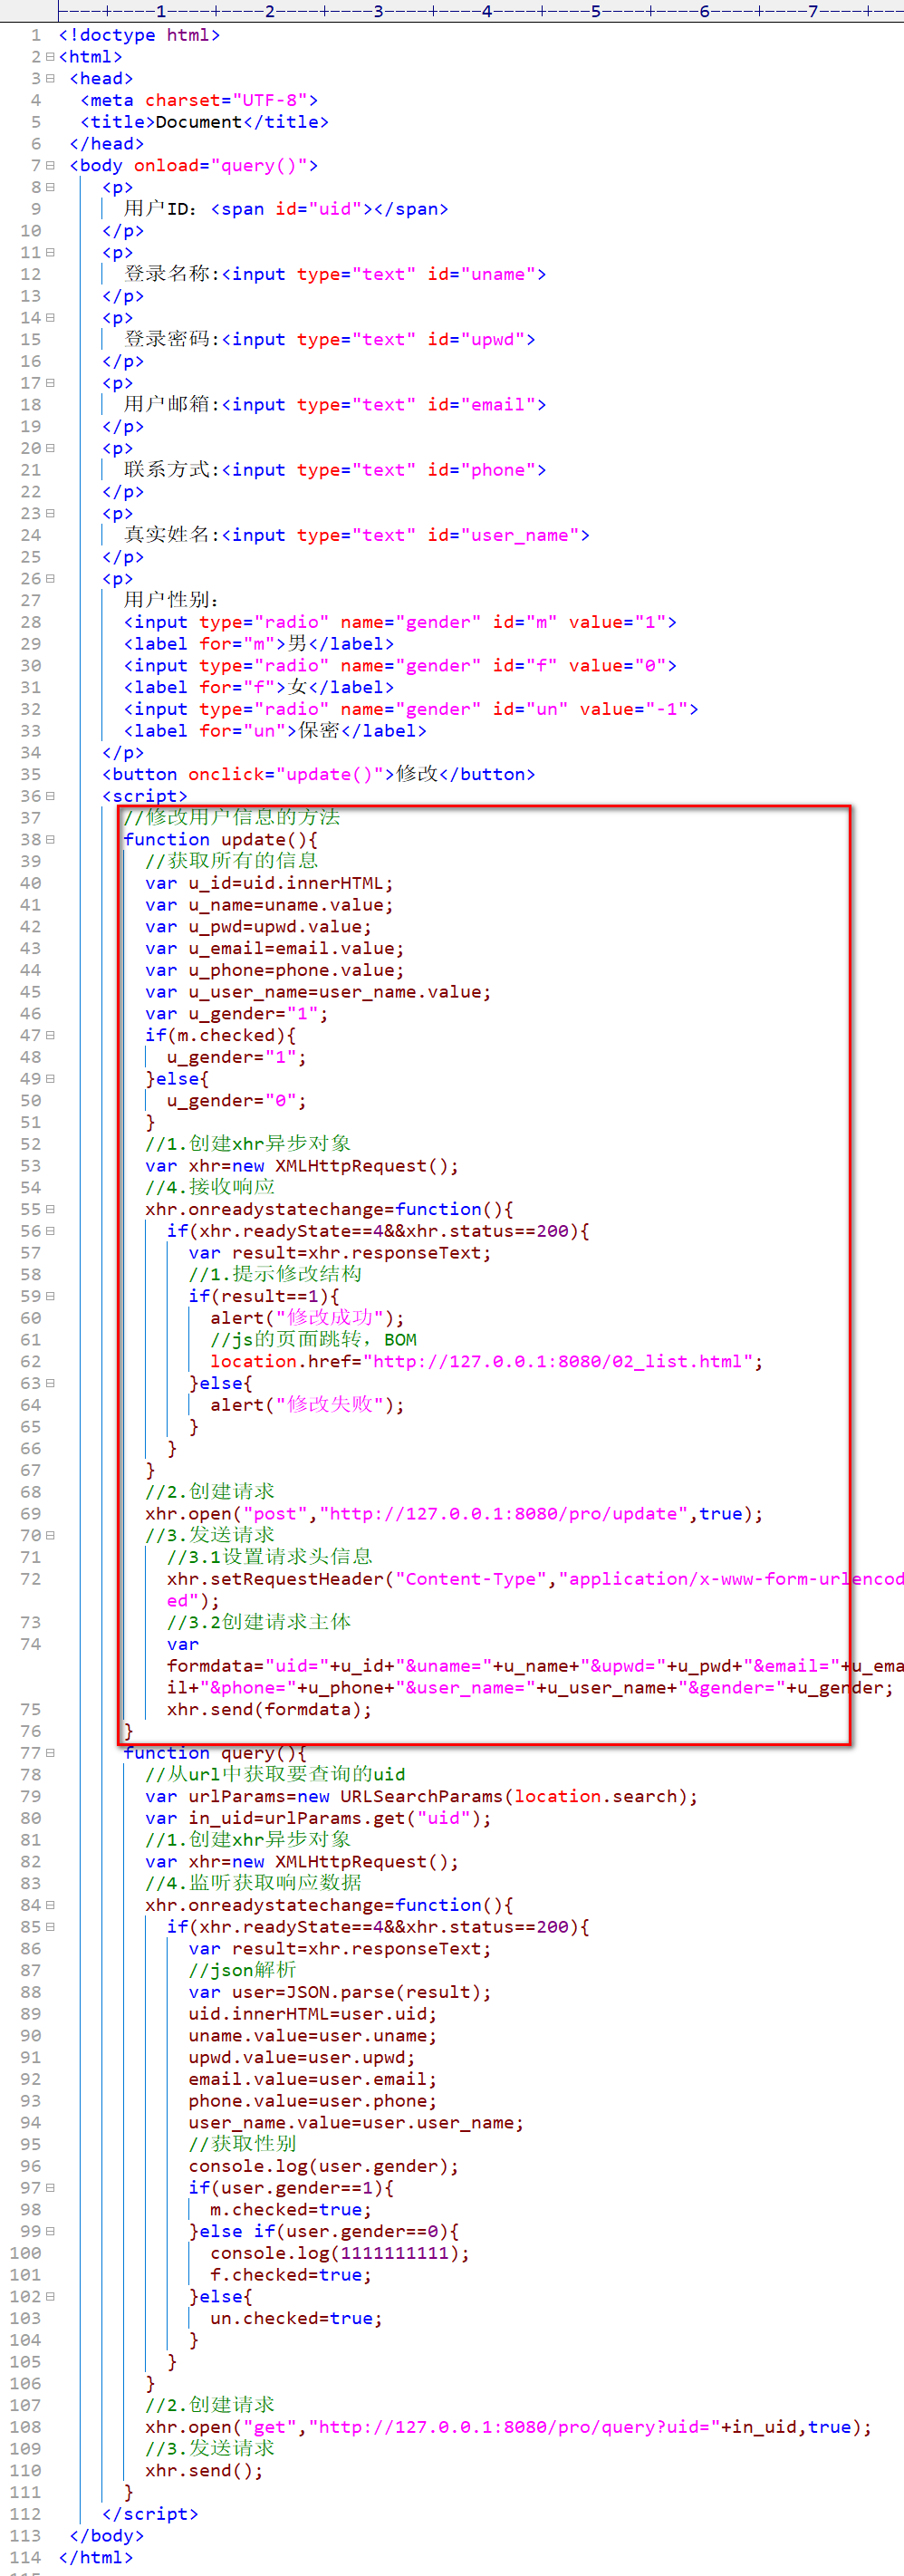 ----+----1----+----2----+----3----+----4----+----5----+----6----+----7----+---
1 <!doctype html>
2 <html>
3 <head>
4 <meta charset="UTF-8">
5 <title>Document</title>
6 </head>
7 <body onload="query()">
8 <p>
9 用户ID：<span id="uid"></span>
10 </p>
11 <p>
12 登录名称:<input type="text" id="uname">
13 </p>
14 <p>
15 登录密码:<input type="text" id="upwd">
16 </p>
17 <p>
18 用户邮箱:<input type="text" id="email">
19 </p>
20 <p>
21 联系方式:<input type="text" id="phone">
22 </p>
23 <p>
24 真实姓名:<input type="text" id="user_name">
25 </p>
26 <p>
27 用户性别：
28 <input type="radio" name="gender" id="m" value="1">
29 <label for="m">男</label>
30 <input type="radio" name="gender" id="f" value="0">
31 <label for="f">女</label>
32 <input type="radio" name="gender" id="un" value="-1">
33 <label for="un">保密</label>
34 </p>
35 <button onclick="update()">修改</button>
36 <script>
37 //修改用户信息的方法
38 function update(){
39 //获取所有的信息
40 var u_id=uid.innerHTML;
41 var u_name=uname.value;
42 var u_pwd=upwd.value;
43 var u_email=email.value;
44 var u_phone=phone.value;
45 var u_user_name=user_name.value;
46 var u_gender="1";
47 if(m.checked){
48 u_gender="1";
49 }else{
50 u_gender="0";
51 }
52 //1.创建xhr异步对象
53 var xhr=new XMLHttpRequest();
54 //4.接收响应
55 xhr.onreadystatechange=function(){
56 if(xhr.readyState==4&&xhr.status==200){
57 var result=xhr.responseText;
58 //1.提示修改结构
59 if(result==1){
60 alert("修改成功");
61 //js的页面跳转，BOM
62 location.href="http://127.0.0.1:8080/02_list.html";
63 }else{
64 alert("修改失败");
65 }
66 }
67 }
68 //2.创建请求
69 xhr.open("post","http://127.0.0.1:8080/pro/update",true);
70 //3.发送请求
71 //3.1设置请求头信息
72 xhr.setRequestHeader("Content-Type","application/x-www-form-urlencod
ed");
73 //3.2创建请求主体
74 var
formdata="uid="+u_id+"&uname="+u_name+"&upwd="+u_pwd+"&email="+u_ema
il+"&phone="+u_phone+"&user_name="+u_user_name+"&gender="+u_gender;
75 xhr.send(formdata);
76 }
77 function query(){
78 //从url中获取要查询的uid
79 var urlParams=new URLSearchParams(location.search);
80 var in_uid=urlParams.get("uid");
81 //1.创建xhr异步对象
82 var xhr=new XMLHttpRequest();
83 //4.监听获取响应数据
84 xhr.onreadystatechange=function(){
85 if(xhr.readyState==4&&xhr.status==200){
86 var result=xhr.responseText;
87 //json解析
88 var user=JSON.parse(result);
89 uid.innerHTML=user.uid;
90 uname.value=user.uname;
91 upwd.value=user.upwd;
92 email.value=user.email;
93 phone.value=user.phone;
94 user_name.value=user.user_name;
95 //获取性别
96 console.log(user.gender);
97 if(user.gender==1){
98 m.checked=true;
99 }else if(user.gender==0){
100 console.log(1111111111);
101 f.checked=true;
102 }else{
103 un.checked=true;
104 }
105 }
106 }
107 //2.创建请求
108 xhr.open("get","http://127.0.0.1:8080/pro/query?uid="+in_uid,true);
109 //3.发送请求
110 xhr.send();
111 }
112 </script>
113 </body>
114 </html>